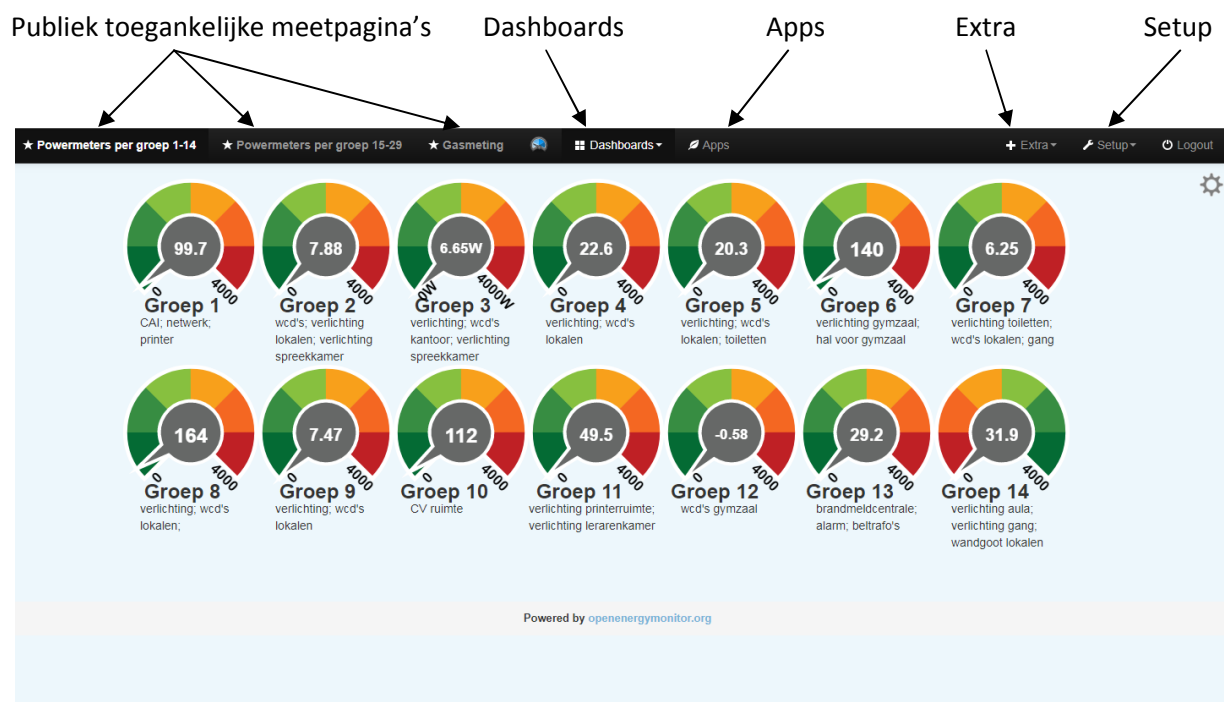 Publiek toegankelijke meetpagina’s Dashboards Apps Extra Setup
★ Powermeters per groep 1-14 ★ Powermeters per groep 15-29 ★ Gasmeting Dashboards Apps Extra Setup Logout
99.7 7.88 6.65W 22.6 20.3 140 6.25
0 4000 0 4000 0W 4000W 0 4000 0 4000 0 4000 0 4000
Groep 1 Groep 2 Groep 3 Groep 4 Groep 5 Groep 6 Groep 7
CAI; netwerk; wcd's; verlichting verlichting; wcd's verlichting; wcd's verlichting; wcd's verlichting gymzaal; verlichting toiletten;
printer lokalen; verlichting kantoor; verlichting lokalen lokalen; toiletten hal voor gymzaal wcd's lokalen; gang
spreekkamer spreekkamer
164 7.47 112 49.5 -0.58 29.2 31.9
0 4000 0 4000 0 4000 0 4000 0 4000 0 4000 0 4000
Groep 8 Groep 9 Groep 10 Groep 11 Groep 12 Groep 13 Groep 14
verlichting; wcd's verlichting; wcd's CV ruimte verlichting printerruimte; wcd's gymzaal brandmeldcentrale; verlichting aula;
lokalen; lokalen verlichting lerarenkamer alarm; beltrafo's verlichting gang;
wandgoot lokalen
Powered by openenergymonitor.org